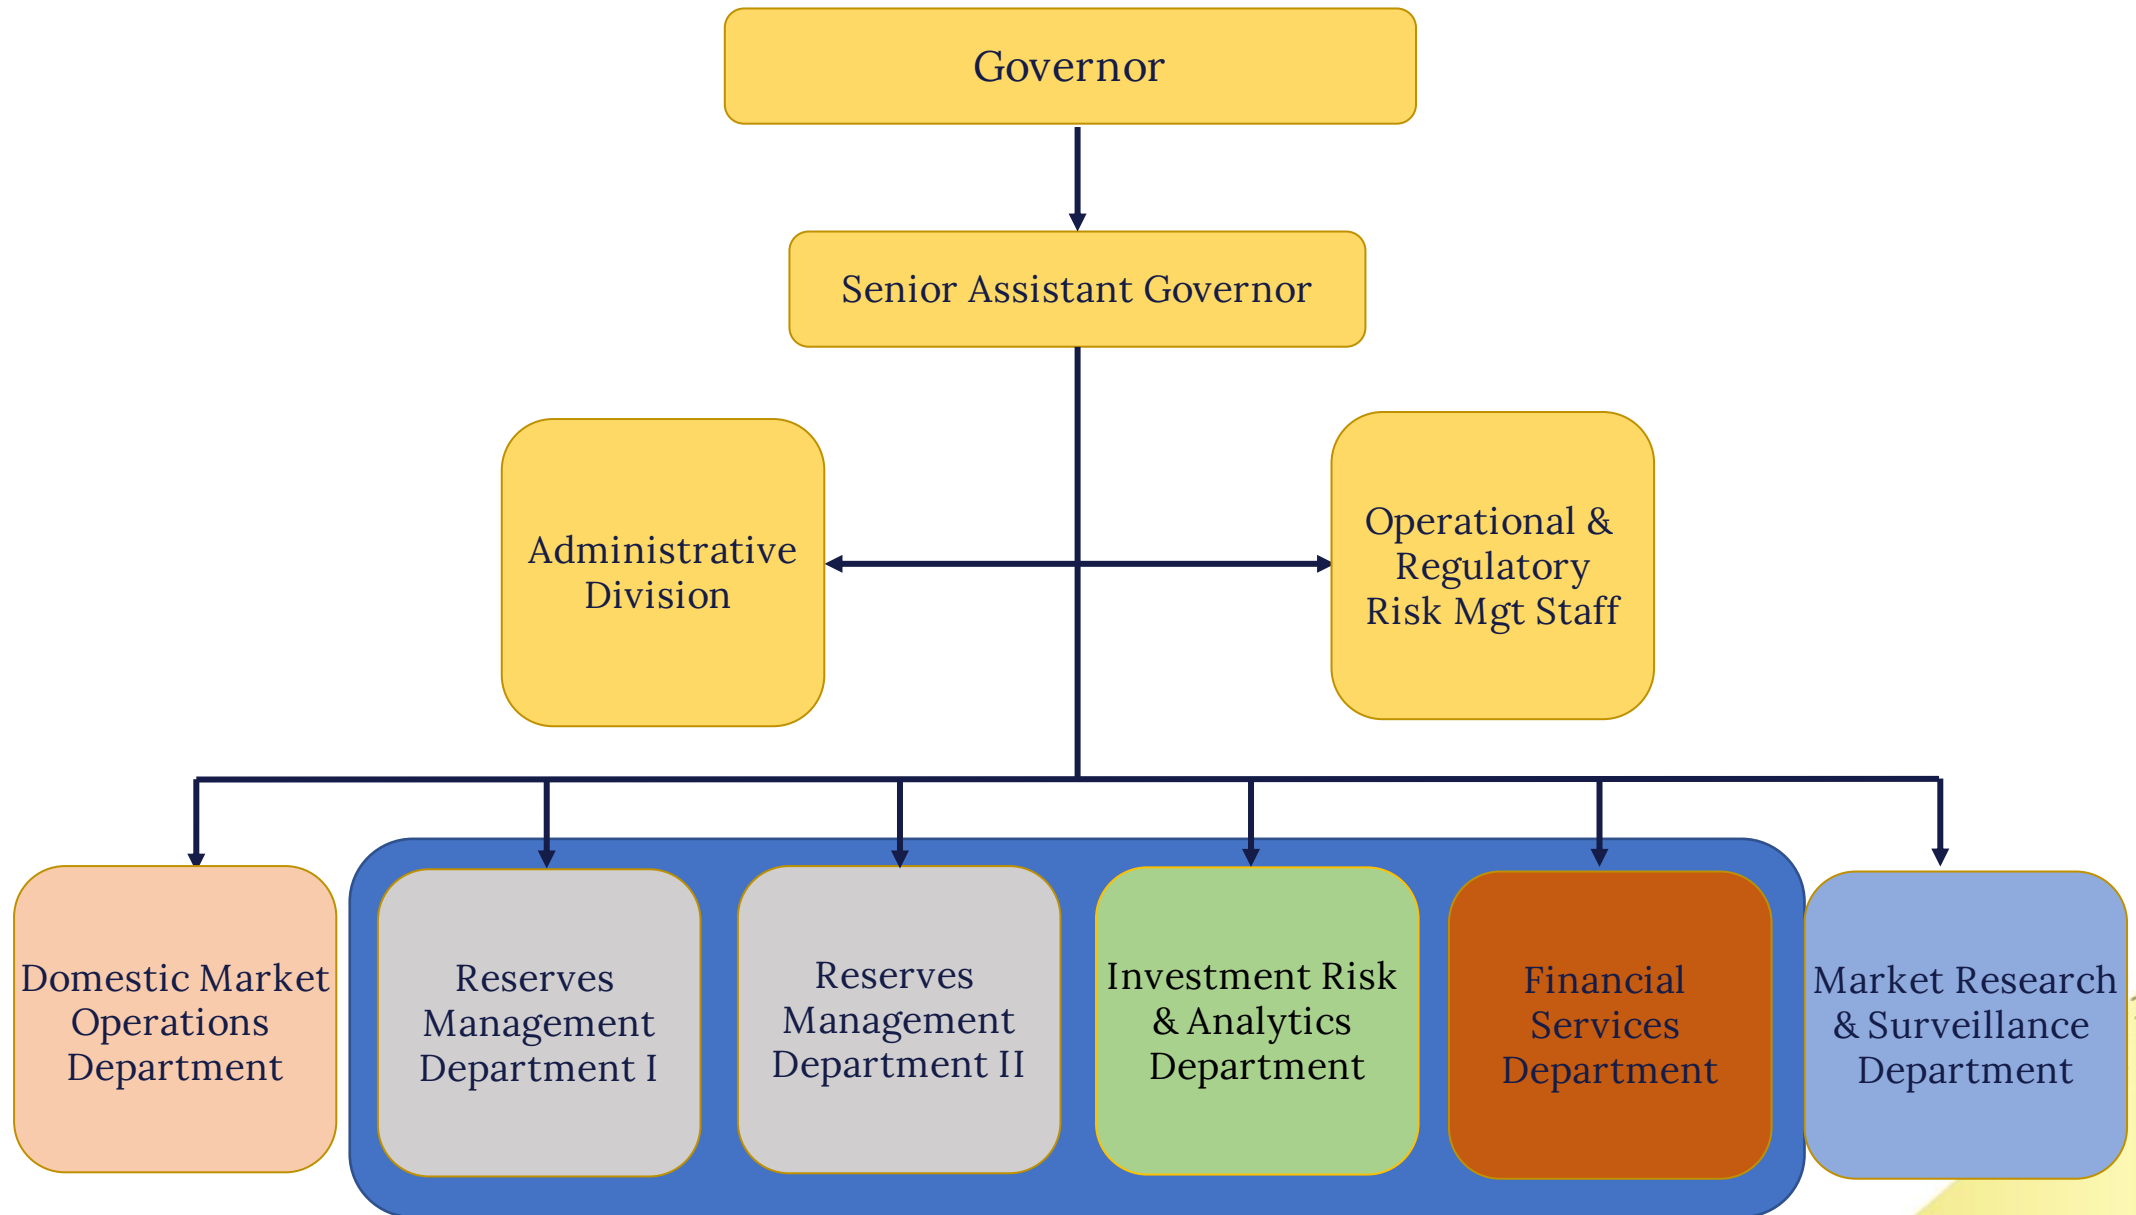 Governor
Senior Assistant Governor
Administrative
Division
Operational &
Regulatory
Risk Mgt Staff
Domestic Market
Operations
Department
Reserves
Management
Department I
Reserves
Management
Department II
Investment Risk
& Analytics
Department
Financial
Services
Department
Market Research
& Surveillance
Department